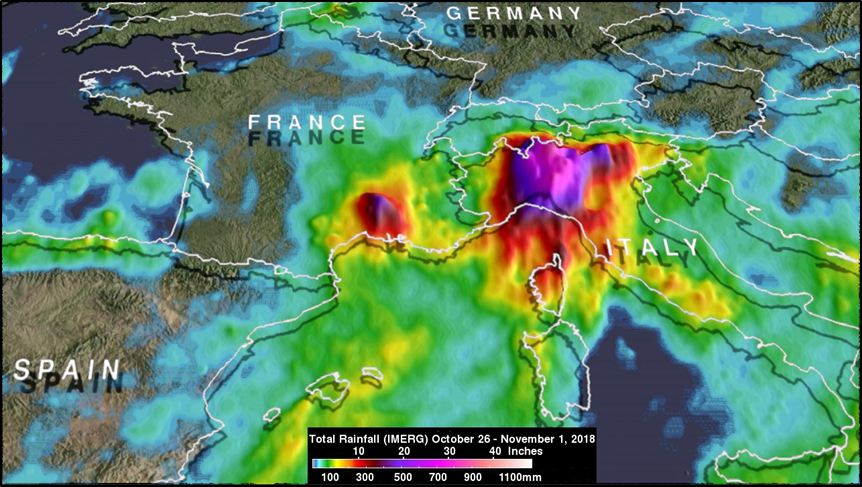 GERMANY
FRANCE
ITALY
SPAIN
Total Rainfall (IMERG) October 26 - November 1, 2018
10 20 30 40 Inches
100 300 500 700 900 1100mm